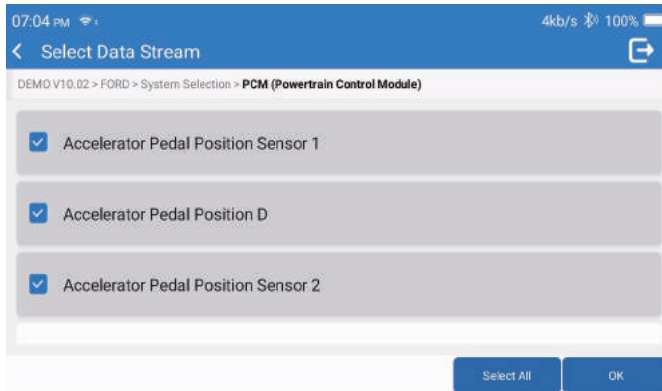 07:04 PM 4kb/s 100%
Select Data Stream
DEMO V10.02 > FORD > System Selection > PCM (Powertrain Control Module)
Accelerator Pedal Position Sensor 1
Accelerator Pedal Position D
Accelerator Pedal Position Sensor 2
Select All OK